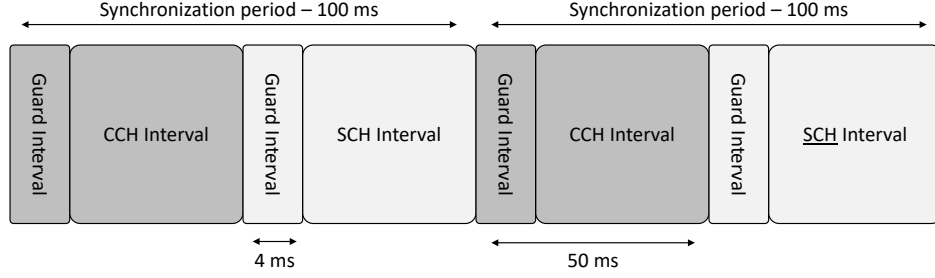 Synchronization period – 100 ms
Synchronization period – 100 ms
Guard Interval
CCH Interval
Guard Interval
SCH Interval
Guard Interval
CCH Interval
Guard Interval
SCH Interval
4 ms
50 ms